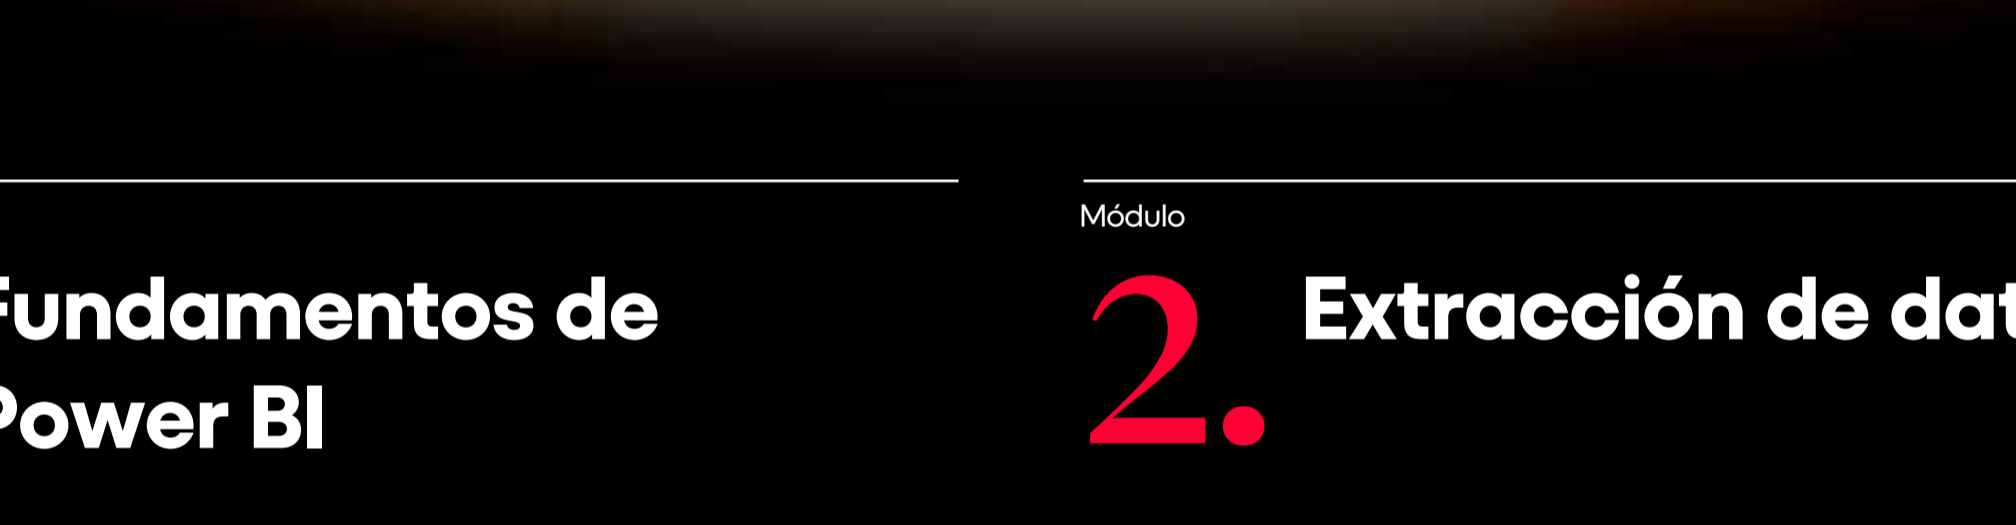 Fundamentos de
Power BI
Módulo
2. Extracción de dat